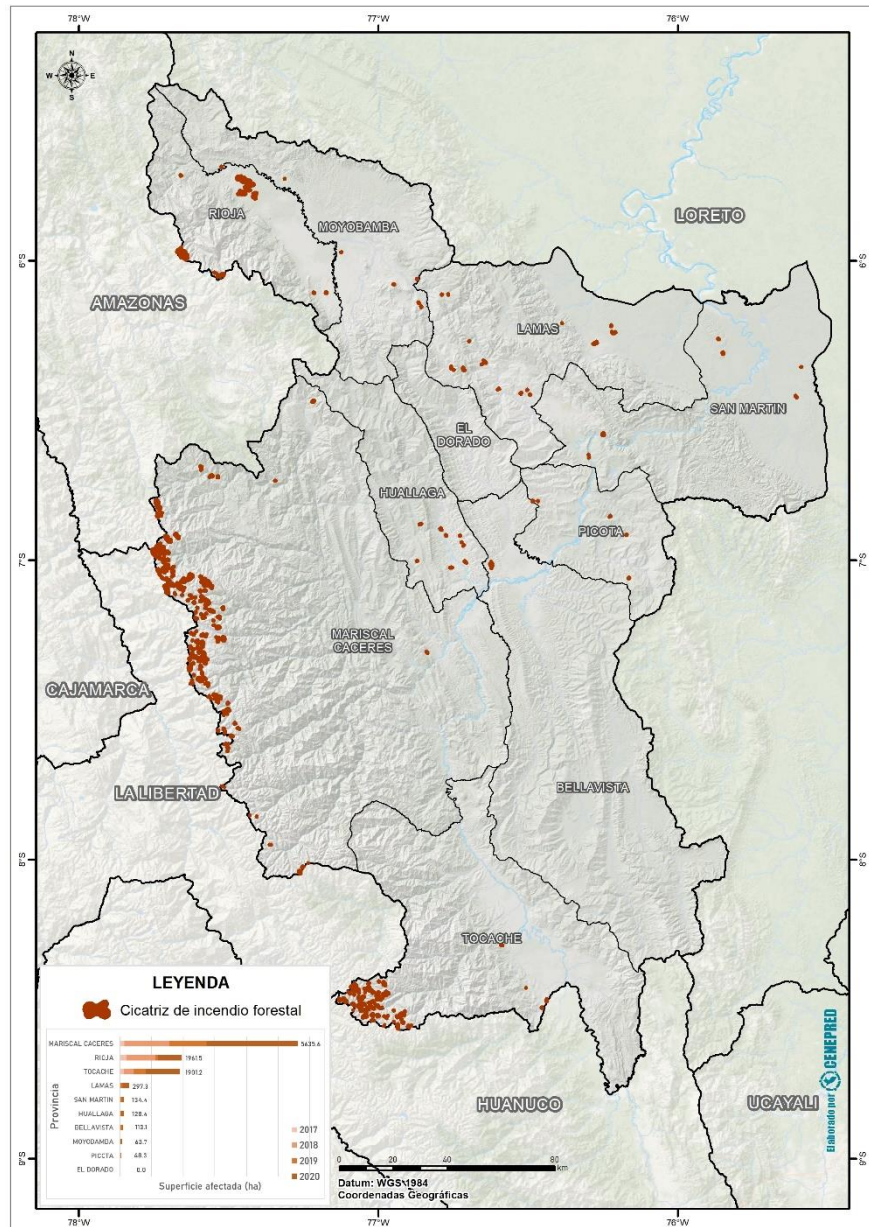 78°W 77°W 76°W
N
W E
S
LORETO
RIOJA
MOYOBAMBA
6°S 6°S
AMAZONAS
LAMAS
SAN MARTIN
EL
DORADO
HUALLAGA
PICOTA
7°S 7°S
MARISCAL
CACERES
CAJAMARCA
BELLAVISTA
LA LIBERTAD
8°S 8°S
TOCACHE
LEYENDA
Cicatriz de incendio forestal
Provincia
MARISCAL CACERES 5635.6
RIOJA 1961.5
TOCACHE 1901.2
LAMAS 297.3
SAN MARTIN 134.4
HUALLAGA 128.4
BELLAVISTA 113.1
MOYOBAMBA 63.7
PICOTA 48.3
EL DORADO 0.0
2017
2018
2019
2020
Superficie afectada (ha)
HUANUCO
UCAYALI
Elaborado por CENEPRED
9°S 9°S
0 20 40 80
km
Datum: WGS 1984
Coordenadas Geográficas
78°W 77°W 76°W